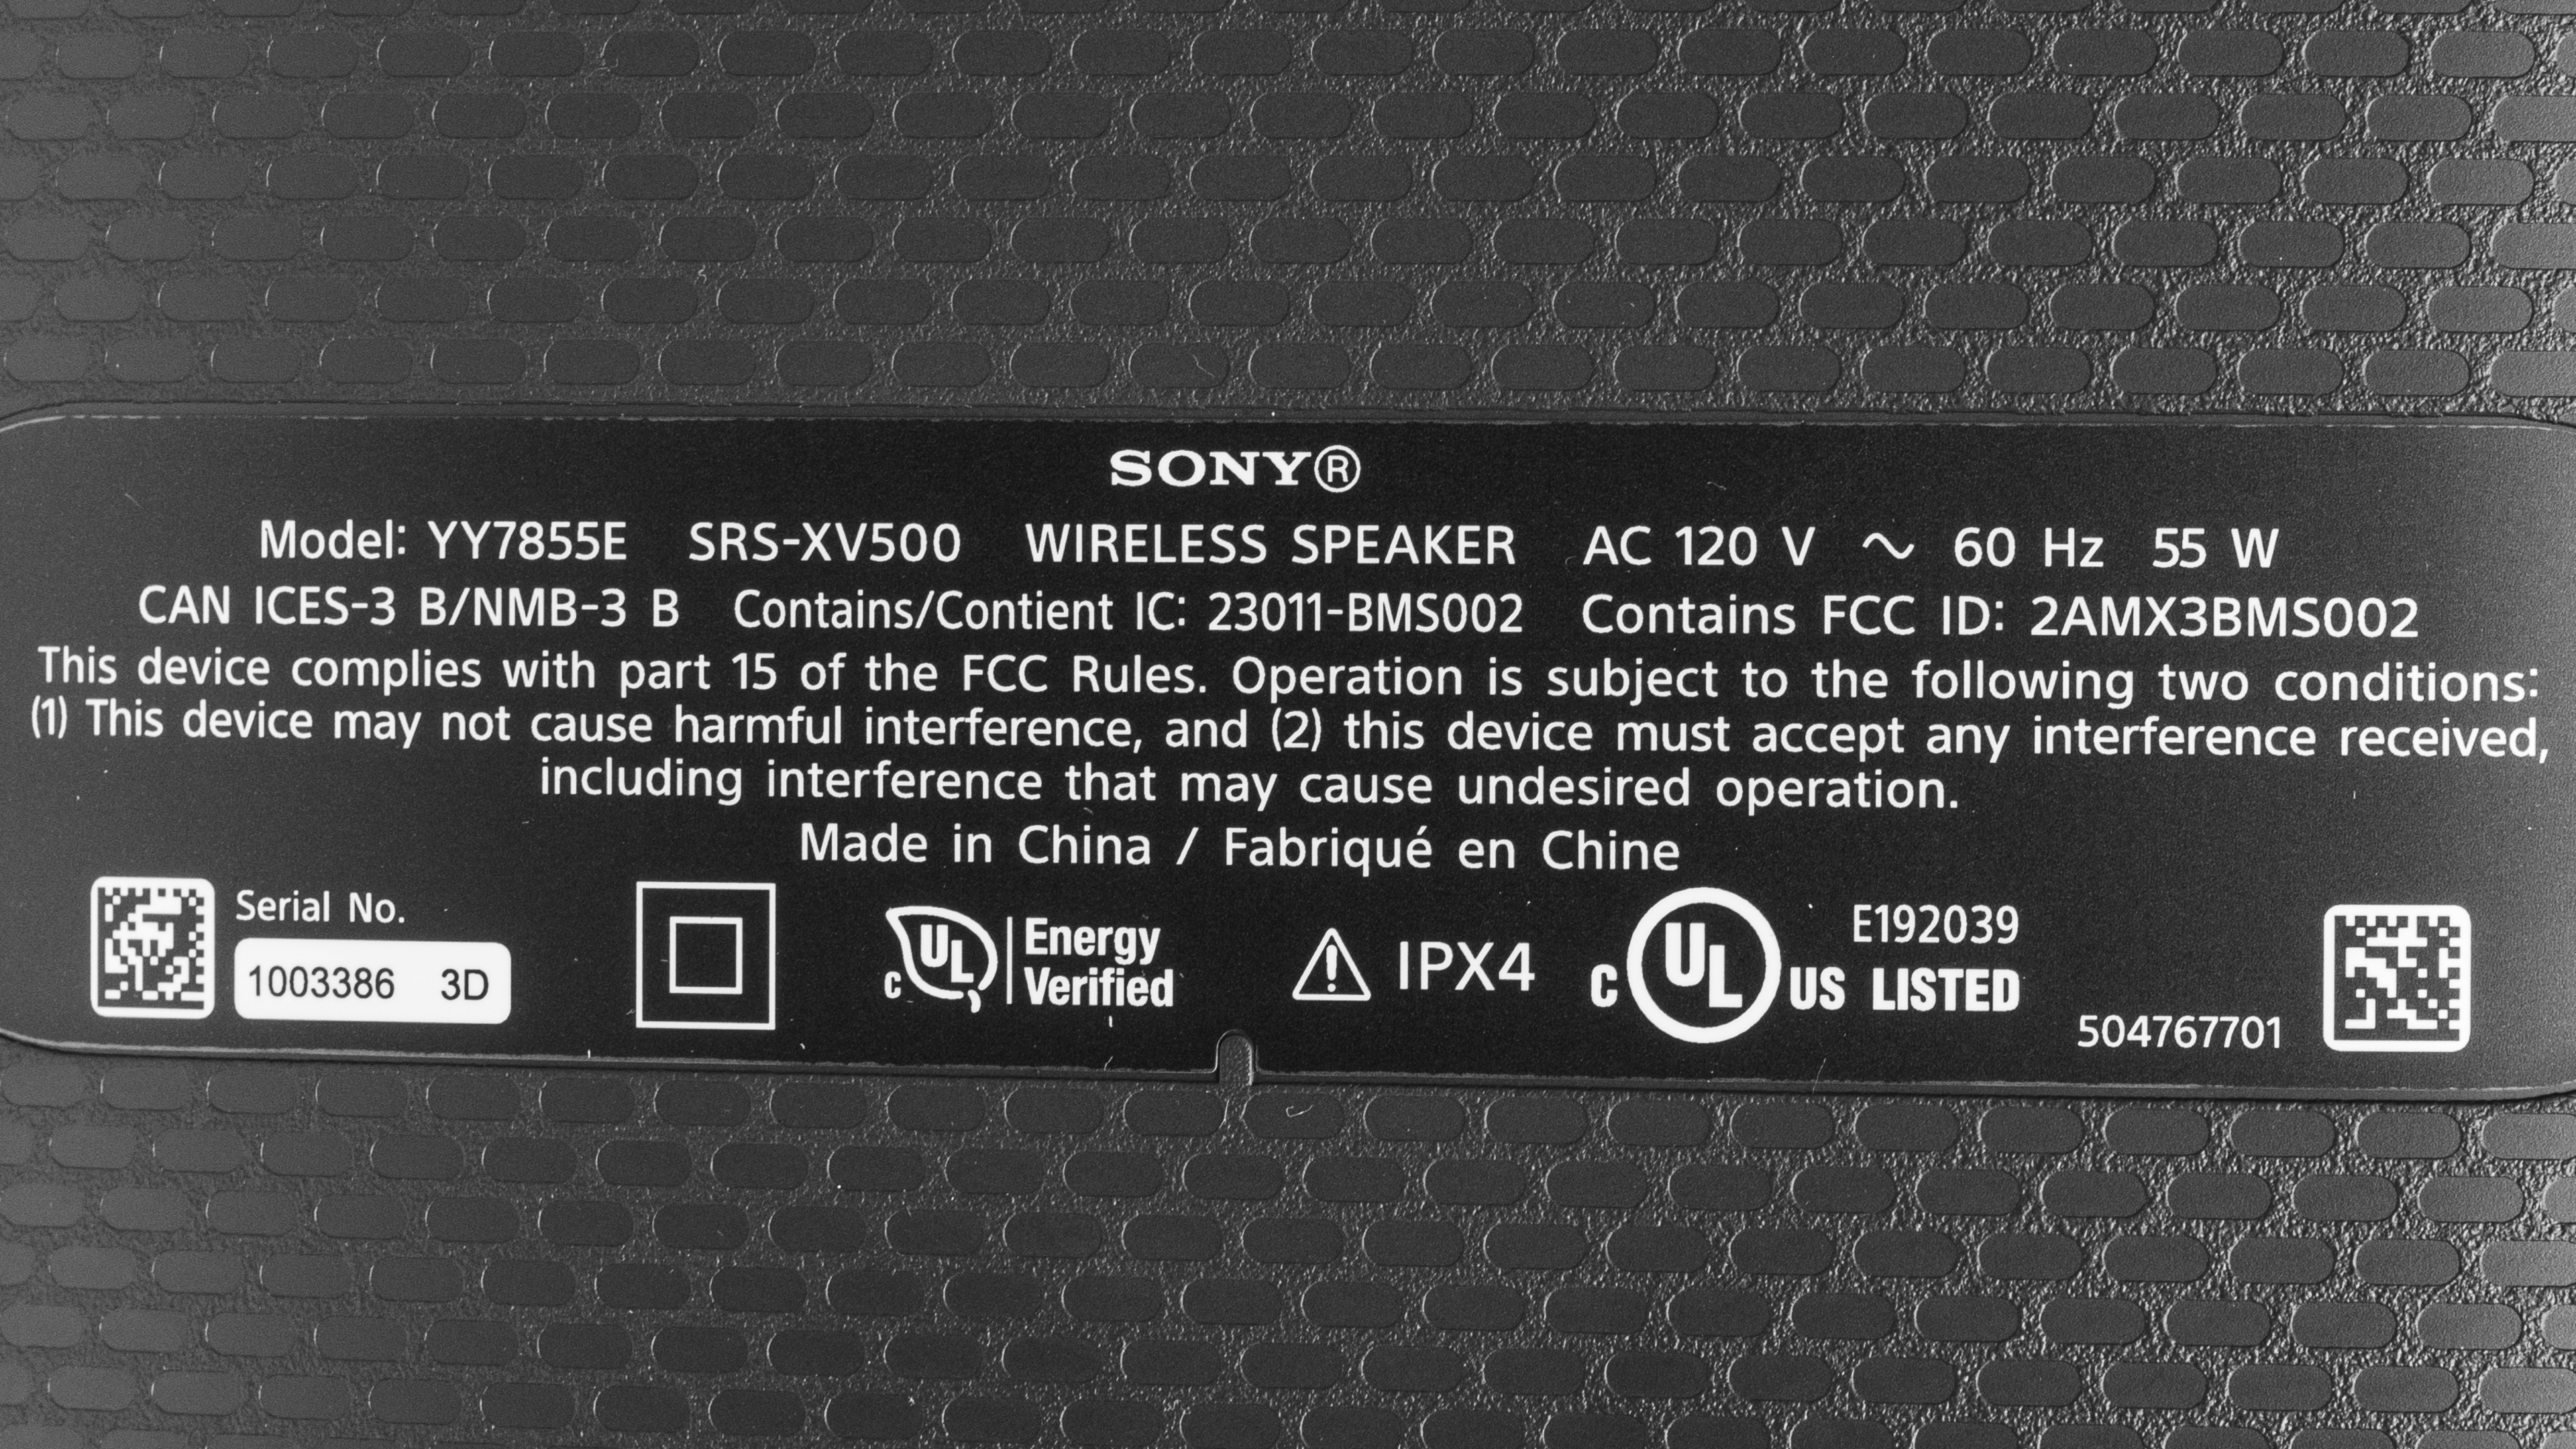 SONY®
Model: YY7855E SRS-XV500 WIRELESS SPEAKER AC 120 V ~ 60 Hz 55 W
CAN ICES-3 B/NMB-3 B Contains/Contient IC: 23011-BMS002 Contains FCC ID: 2AMX3BMS002
This device complies with part 15 of the FCC Rules. Operation is subject to the following two conditions:
(1) This device may not cause harmful interference, and (2) this device must accept any interference received,
including interference that may cause undesired operation.
Made in China / Fabriqué en Chine
Serial No.
1003386 3D
c UL Energy
Verified
IPX4
C UL US LISTED
E192039
504767701